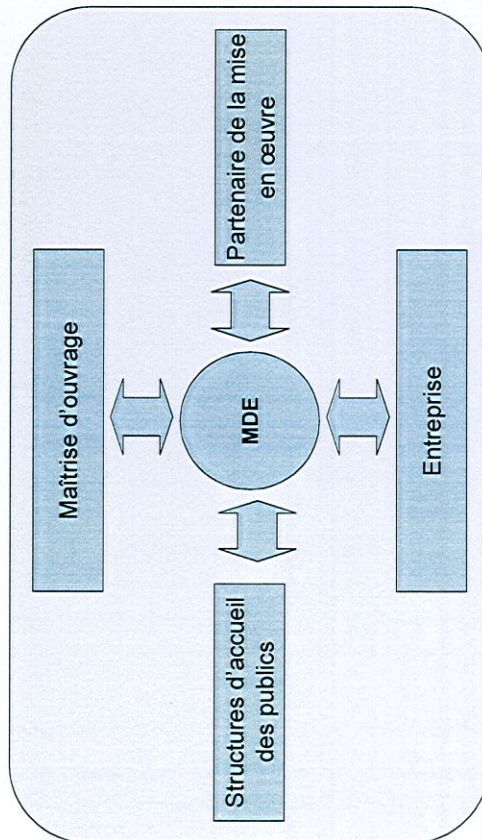 Maîtrise d'ouvrage
Structures d'accueil
des publics
MDE
Partenaire de la mise
en œuvre
Entreprise